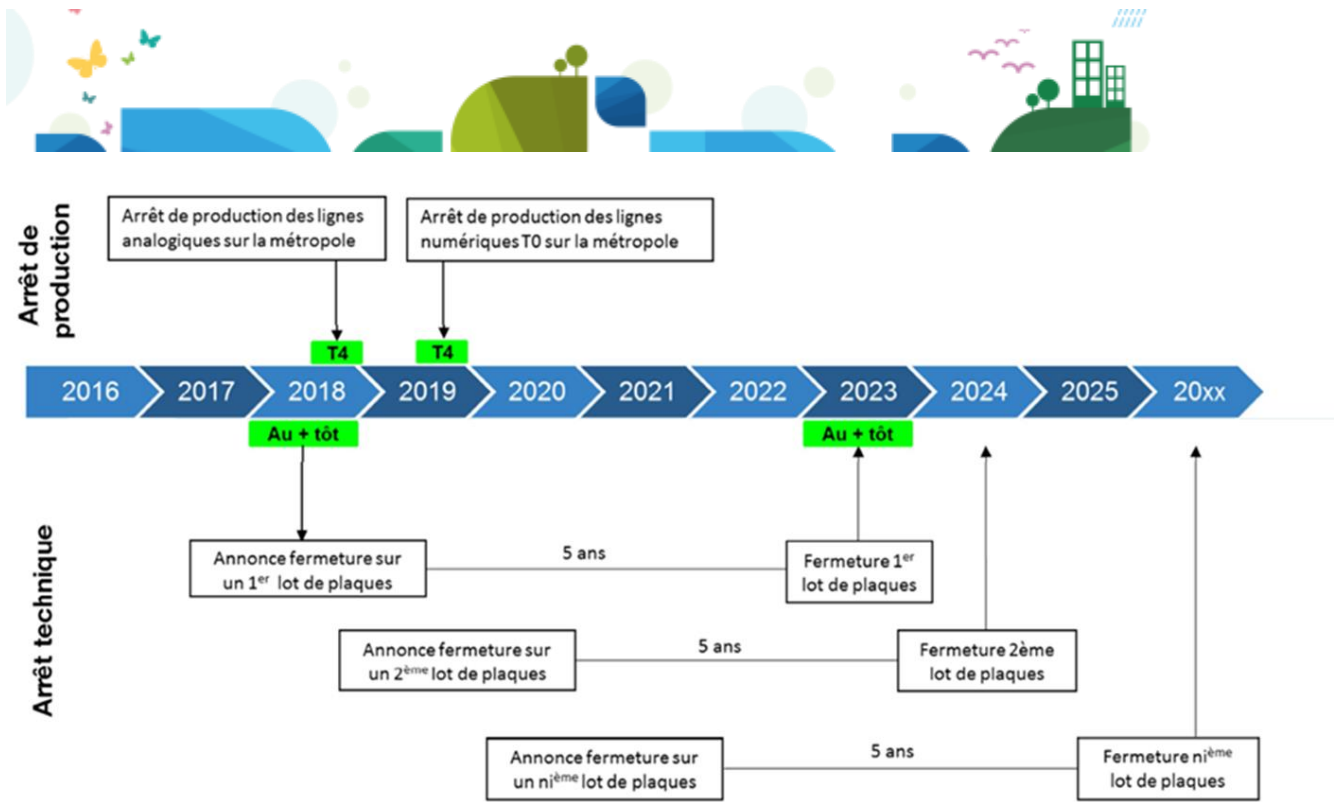 Arrêt de
production
Arrêt de production des lignes
analogiques sur la métropole
Arrêt de production des lignes
numériques T0 sur la métropole
T4
T4
2016
2017
2018
2019
2020
2021
2022
2023
2024
2025
20xx
Au + tôt
Au + tôt
Arrêt technique
Annonce fermeture sur
un 1er lot de plaques
5 ans
Fermeture 1er
lot de plaques
Annonce fermeture sur
un 2ème lot de plaques
5 ans
Fermeture 2ème
lot de plaques
Annonce fermeture sur
un nième lot de plaques
5 ans
Fermeture nième
lot de plaques